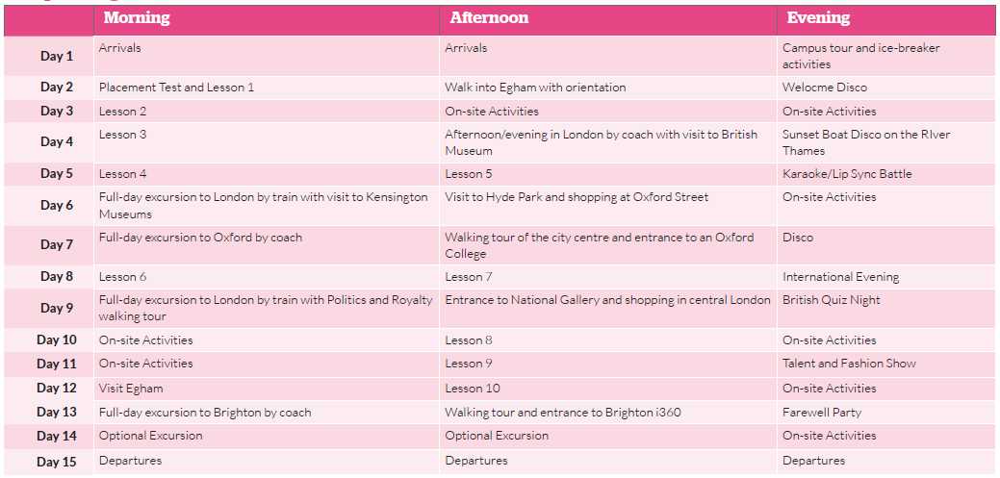 Morning Afternoon Evening
Day 1 Arrivals Arrivals Campus tour and ice-breaker
activities
Day 2 Placement Test and Lesson 1 Walk into Egham with orientation Welocme Disco
Day 3 Lesson 2 On-site Activities On-site Activities
Day 4 Lesson 3 Afternoon/evening in London by coach with visit to British
Museum Sunset Boat Disco on the RIver
Thames
Day 5 Lesson 4 Lesson 5 Karaoke/Lip Sync Battle
Day 6 Full-day excursion to London by train with visit to Kensington
Museums Visit to Hyde Park and shopping at Oxford Street On-site Activities
Day 7 Full-day excursion to Oxford by coach Walking tour of the city centre and entrance to an Oxford
College Disco
Day 8 Lesson 6 Lesson 7 International Evening
Day 9 Full-day excursion to London by train with Politics and Royalty
walking tour Entrance to National Gallery and shopping in central London British Quiz Night
Day 10 On-site Activities Lesson 8 On-site Activities
Day 11 On-site Activities Lesson 9 Talent and Fashion Show
Day 12 Visit Egham Lesson 10 On-site Activities
Day 13 Full-day excursion to Brighton by coach Walking tour and entrance to Brighton i360 Farewell Party
Day 14 Optional Excursion Optional Excursion On-site Activities
Day 15 Departures Departures Departures